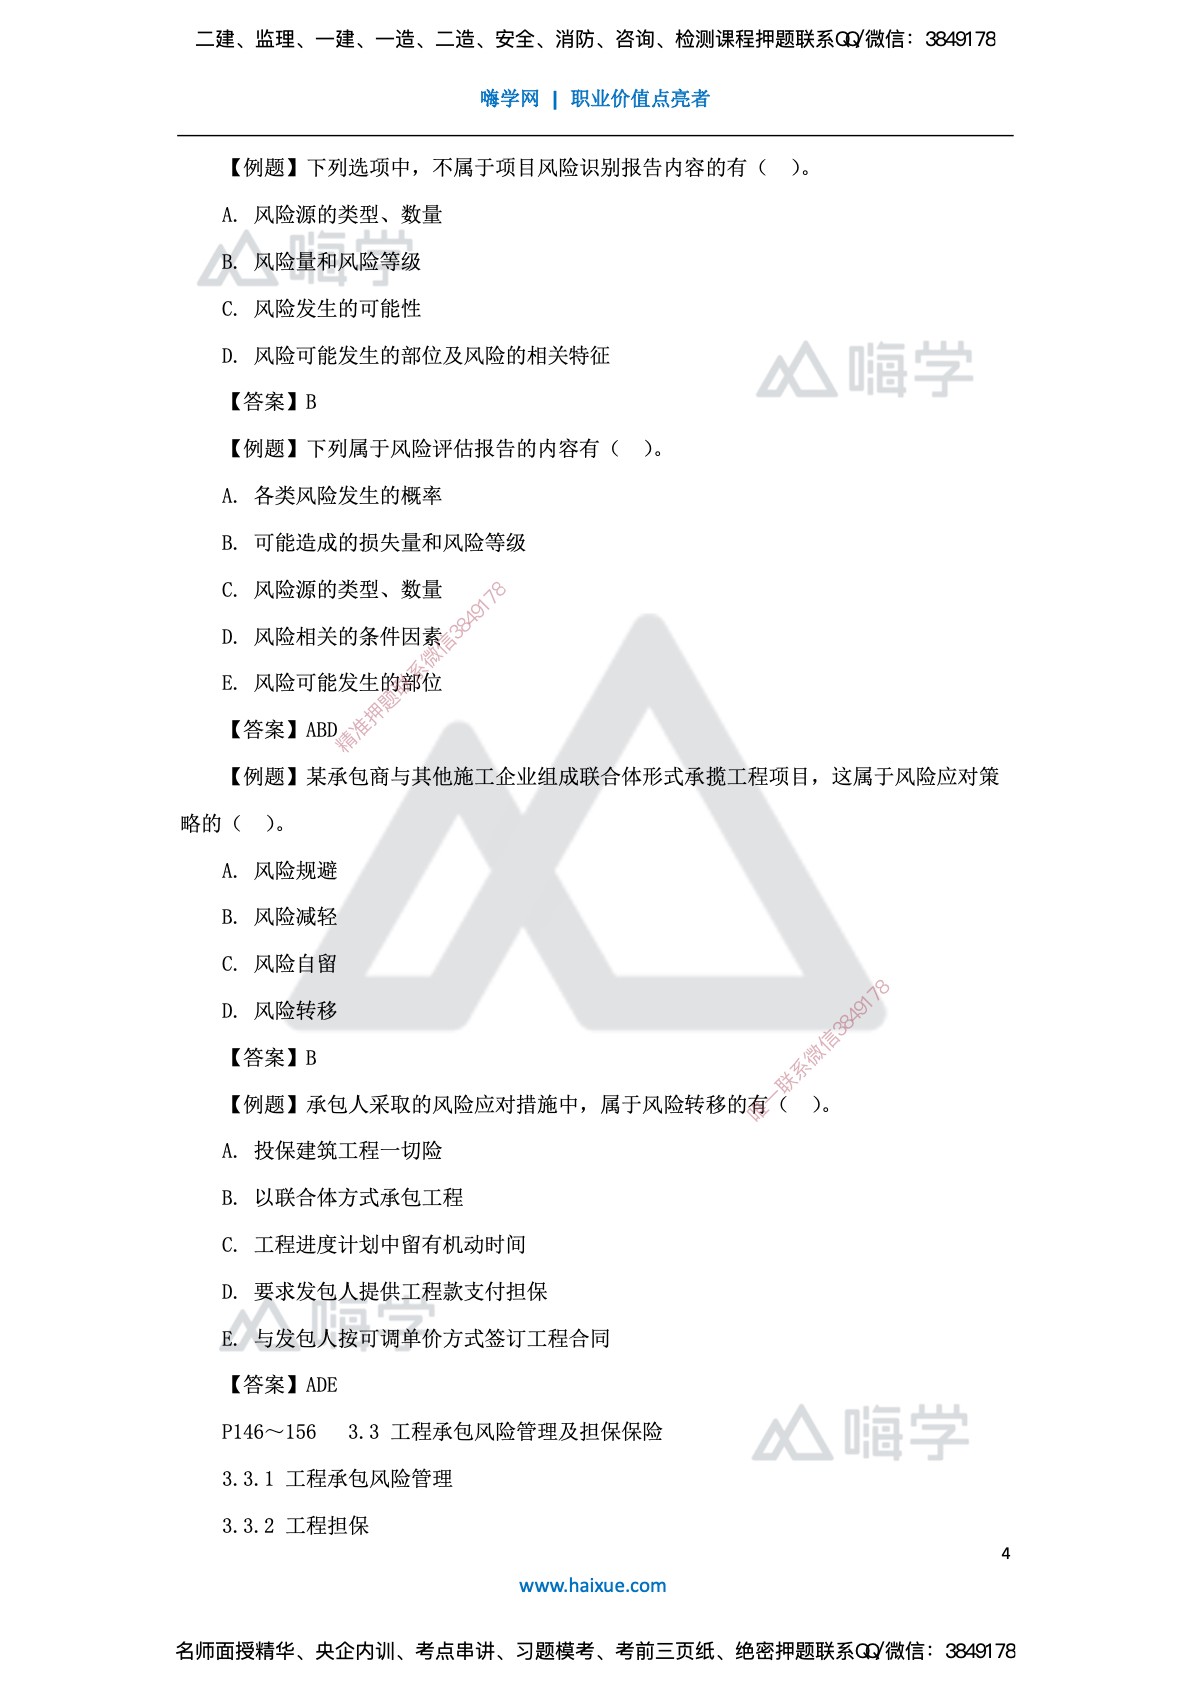 二建、监理、一建、一造、二造、安全、消防、咨询、检测课程押题联系QQ/微信：3849178
嗨学网 | 职业价值点亮者
【例题】下列选项中，不属于项目风险识别报告内容的有（ ）。
A. 风险源的类型、数量
嗨学
B. 风险量和风险等级
C. 风险发生的可能性
D. 风险可能发生的部位及风险的相关特征
嗨学
【答案】B
【例题】下列属于风险评估报告的内容有（ ）。
A. 各类风险发生的概率
B. 可能造成的损失量和风险等级
C. 风险源的类型、数量
D. 风险相关的条件因素
E. 风险可能发生的部位
精准押题联系微信3849178
【答案】ABD
【例题】某承包商与其他施工企业组成联合体形式承揽工程项目，这属于风险应对策
略的（ ）。
A. 风险规避
B. 风险减轻
C. 风险自留
D. 风险转移
【答案】B
唯一联系微信3849178
【例题】承包人采取的风险应对措施中，属于风险转移的有（ ）。
A. 投保建筑工程一切险
B. 以联合体方式承包工程
C. 工程进度计划中留有机动时间
D. 要求发包人提供工程款支付担保
嗨学
E. 与发包人按可调单价方式签订工程合同
【答案】ADE
P146～156 3.3 工程承包风险管理及担保保险
嗨学
3.3.1 工程承包风险管理
3.3.2 工程担保
4
www.haixue.com
名师面授精华、央企内训、考点串讲、习题模考、考前三页纸、绝密押题联系QQ/微信：3849178